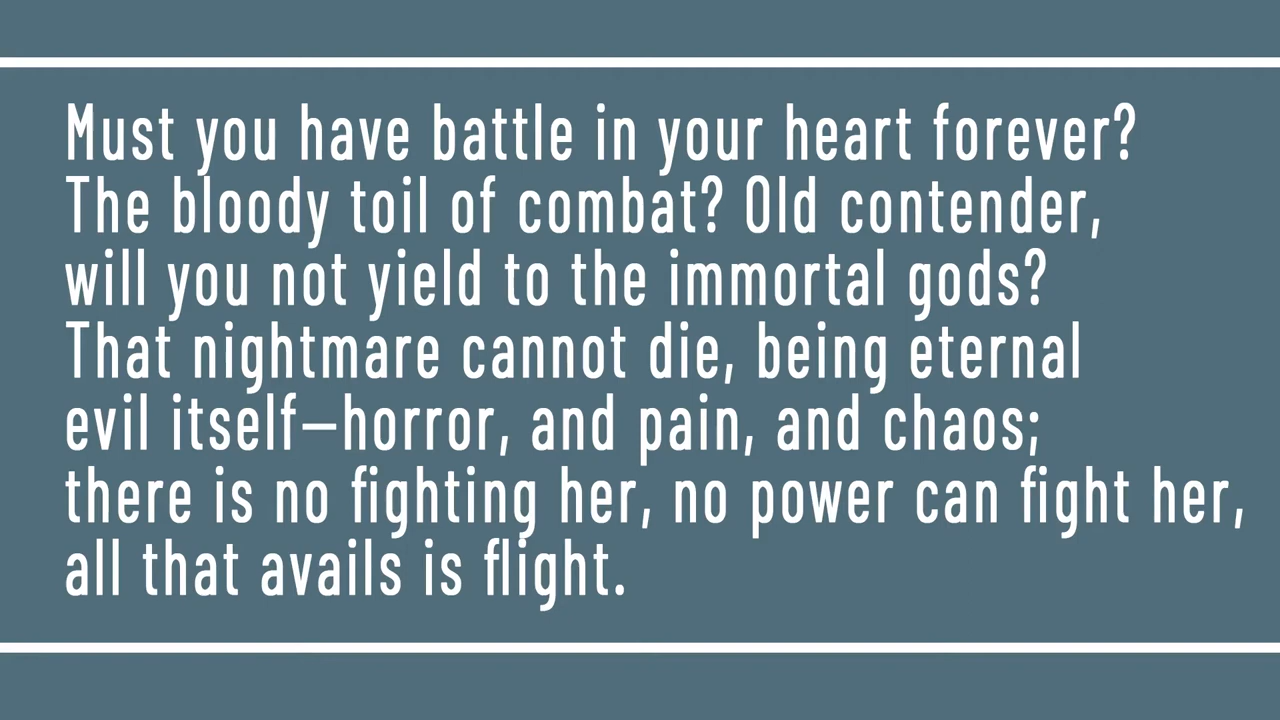 Must you have battle in your heart forever?
The bloody toil of combat? Old contender,
will you not yield to the immortal gods?
That nightmare cannot die, being eternal
evil itself—horror, and pain, and chaos;
there is no fighting her, no power can fight her,
all that avails is flight.